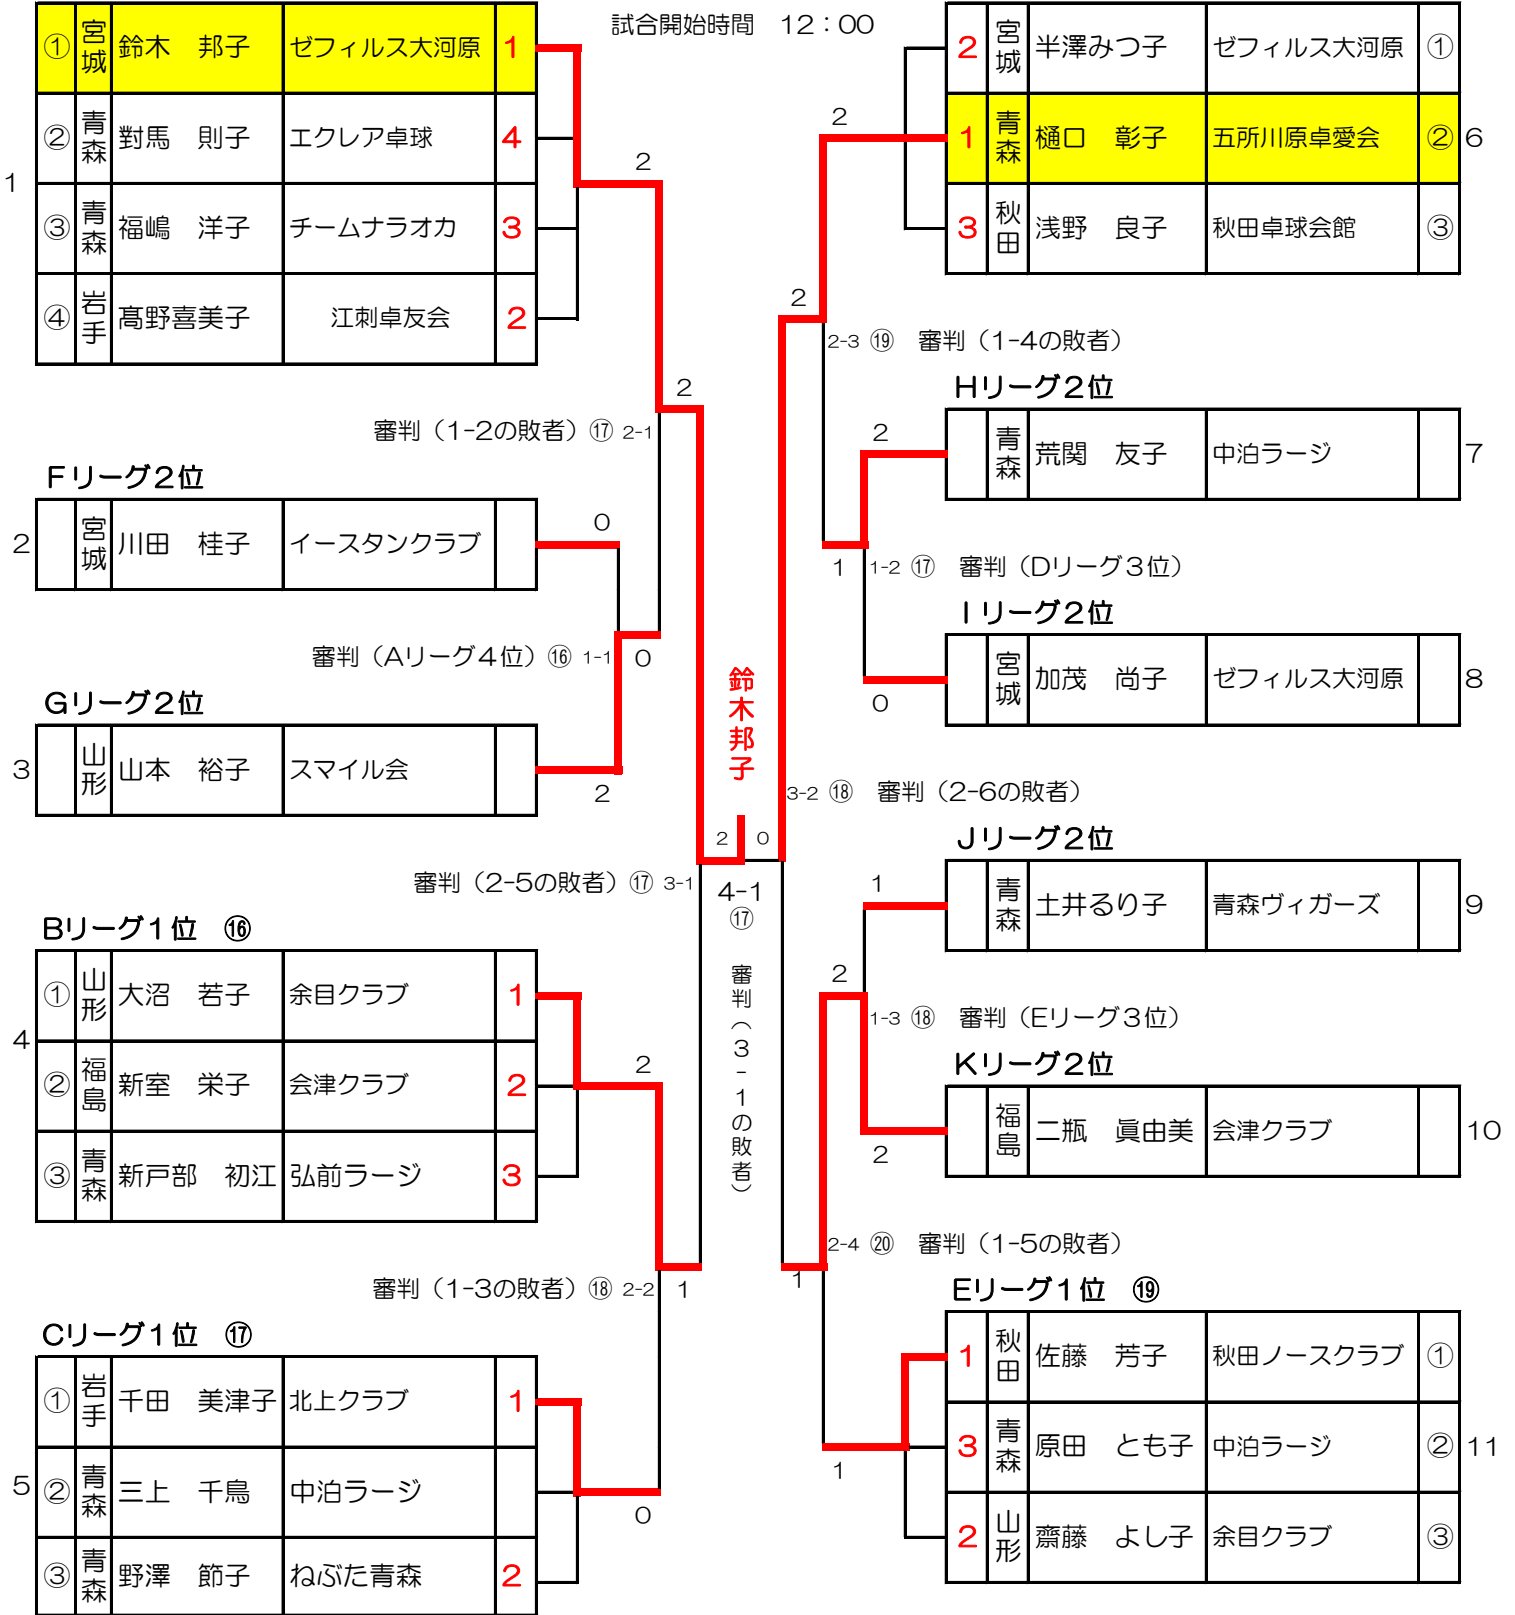 試合開始時間　12：00
1
① 宮城 鈴木　邦子 ゼフィルス大河原 1
② 青森 對馬　則子 エクレア卓球 4
③ 青森 福嶋　洋子 チームナラオカ 3
④ 岩手 髙野喜美子 江刺卓友会 2
2
2
審判（1-2の敗者）⑰ 2-1
Fリーグ2位
2 宮城 川田　桂子 イースタンクラブ
0
審判（Aリーグ4位）⑯ 1-1 0
Gリーグ2位
3 山形 山本　裕子 スマイル会
2
審判（2-5の敗者）⑰ 3-1
Bリーグ1位　⑯
4
① 山形 大沼　若子 余目クラブ 1
② 福島 新室　栄子 会津クラブ 2
③ 青森 新戸部　初江 弘前ラージ 3
2
審判（1-3の敗者）⑱ 2-2 1
Cリーグ1位　⑰
5
① 岩手 千田　美津子 北上クラブ 1
② 青森 三上　千鳥 中泊ラージ
③ 青森 野澤　節子 ねぶた青森 2
0
鈴木邦子
2 0
4-1
⑰
審判（3-1の敗者）
2 宮城 半澤みつ子 ゼフィルス大河原 ①
1 青森 樋口　彰子 五所川原卓愛会 ② 6
3 秋田 浅野　良子 秋田卓球会館 ③
2
2
2-3 ⑲　審判（1-4の敗者）
Hリーグ2位
青森 荒関　友子 中泊ラージ 7
2
1 1-2 ⑰　審判（Dリーグ3位）
Iリーグ2位
宮城 加茂　尚子 ゼフィルス大河原 8
0
3-2 ⑱　審判（2-6の敗者）
Jリーグ2位
青森 土井るり子 青森ヴィガーズ 9
1
2
1-3 ⑱　審判（Eリーグ3位）
Kリーグ2位
福島 二瓶　眞由美 会津クラブ 10
2
2-4 ⑳　審判（1-5の敗者）
1
Eリーグ1位　⑲
1 秋田 佐藤　芳子 秋田ノースクラブ ①
3 青森 原田　とも子 中泊ラージ ② 11
2 山形 齋藤　よし子 余目クラブ ③
1